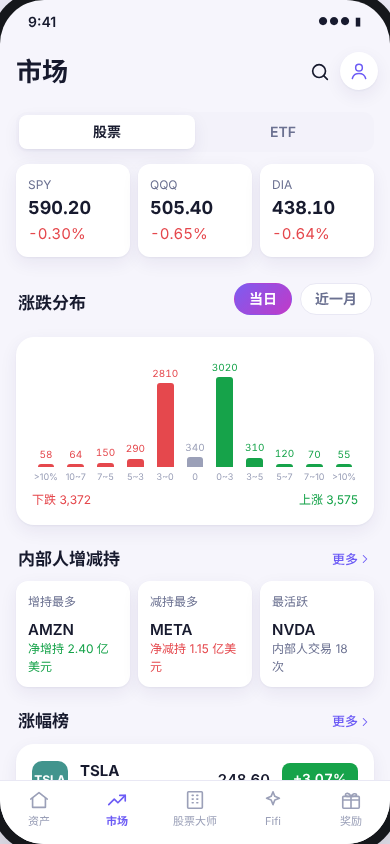 9:41
市场
股票 ETF
SPY QQQ DIA
590.20 505.40 438.10
-0.30% -0.65% -0.64%
涨跌分布 当日 近一月
3020
2810
340
290 310
150 120
58 64 70 55
>10% 10~7 7~5 5~3 3~0 0 0~3 3~5 5~7 7~10 >10%
下跌 3,372 上涨 3,575
内部人增减持 更多
增持最多 减持最多 最活跃
AMZN META NVDA
净增持 2.40 亿 净减持 1.15 亿美 内部人交易 18
美元 元 次
涨幅榜 更多
TSLA
TSLA 248.60 +3.07%
资产 市场 股票大师 Fifi 奖励